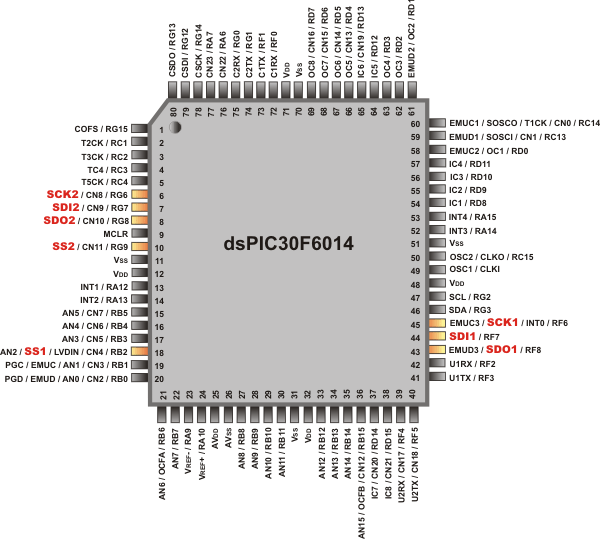 CSDO / RG13
CSDI / RG12
CSCK / RG14
CN23 / RA7
CN22 / RA6
C2RX / RG0
C2TX / RG1
C1TX / RF1
C1RX / RF0
VDD
VSS
OC8 / CN16 / RD7
OC7 / CN15 / RD6
OC6 / CN14 / RD5
OC5 / CN13 / RD4
IC6 / CN19 / RD13
IC5 / RD12
OC4 / RD3
OC3 / RD2
EMUD2 / OC2 / RD1
80 79 78 77 76 75 74 73 72 71 70 69 68 67 66 65 64 63 62 61
COFS / RG15 1
T2CK / RC1 2
T3CK / RC2 3
TC4 / RC3 4
T5CK / RC4 5
SCK2 / CN8 / RG6 6
SDI2 / CN9 / RG7 7
SDO2 / CN10 / RG8 8
MCLR 9
SS2 / CN11 / RG9 10
VSS 11
VDD 12
INT1 / RA12 13
INT2 / RA13 14
AN5 / CN7 / RB5 15
AN4 / CN6 / RB4 16
AN3 / CN5 / RB3 17
AN2 / SS1 / LVDIN / CN4 / RB2 18
PGC / EMUC / AN1 / CN3 / RB1 19
PGD / EMUD / AN0 / CN2 / RB0 20
dsPIC30F6014
60 EMUC1 / SOSCO / T1CK / CN0 / RC14
59 EMUD1 / SOSCI / CN1 / RC13
58 EMUC2 / OC1 / RD0
57 IC4 / RD11
56 IC3 / RD10
55 IC2 / RD9
54 IC1 / RD8
53 INT4 / RA15
52 INT3 / RA14
51 VSS
50 OSC2 / CLKO / RC15
49 OSC1 / CLKI
48 VDD
47 SCL / RG2
46 SDA / RG3
45 EMUC3 / SCK1 / INT0 / RF6
44 SDI1 / RF7
43 EMUD3 / SDO1 / RF8
42 U1RX / RF2
41 U1TX / RF3
21 22 23 24 25 26 27 28 29 30 31 32 33 34 35 36 37 38 39 40
AN6 / OCFA / RB6
AN7 / RB7
VREF- / RA9
VREF+ / RA10
AVDD
AVSS
AN8 / RB8
AN9 / RB9
AN10 / RB10
AN11 / RB11
VSS
VDD
AN12 / RB12
AN13 / RB13
AN14 / RB14
AN15 / OCFB / CN12 / RB15
IC7 / CN20 / RD14
IC8 / CN21 / RD15
U2RX / CN17 / RF4
U2TX / CN18 / RF5